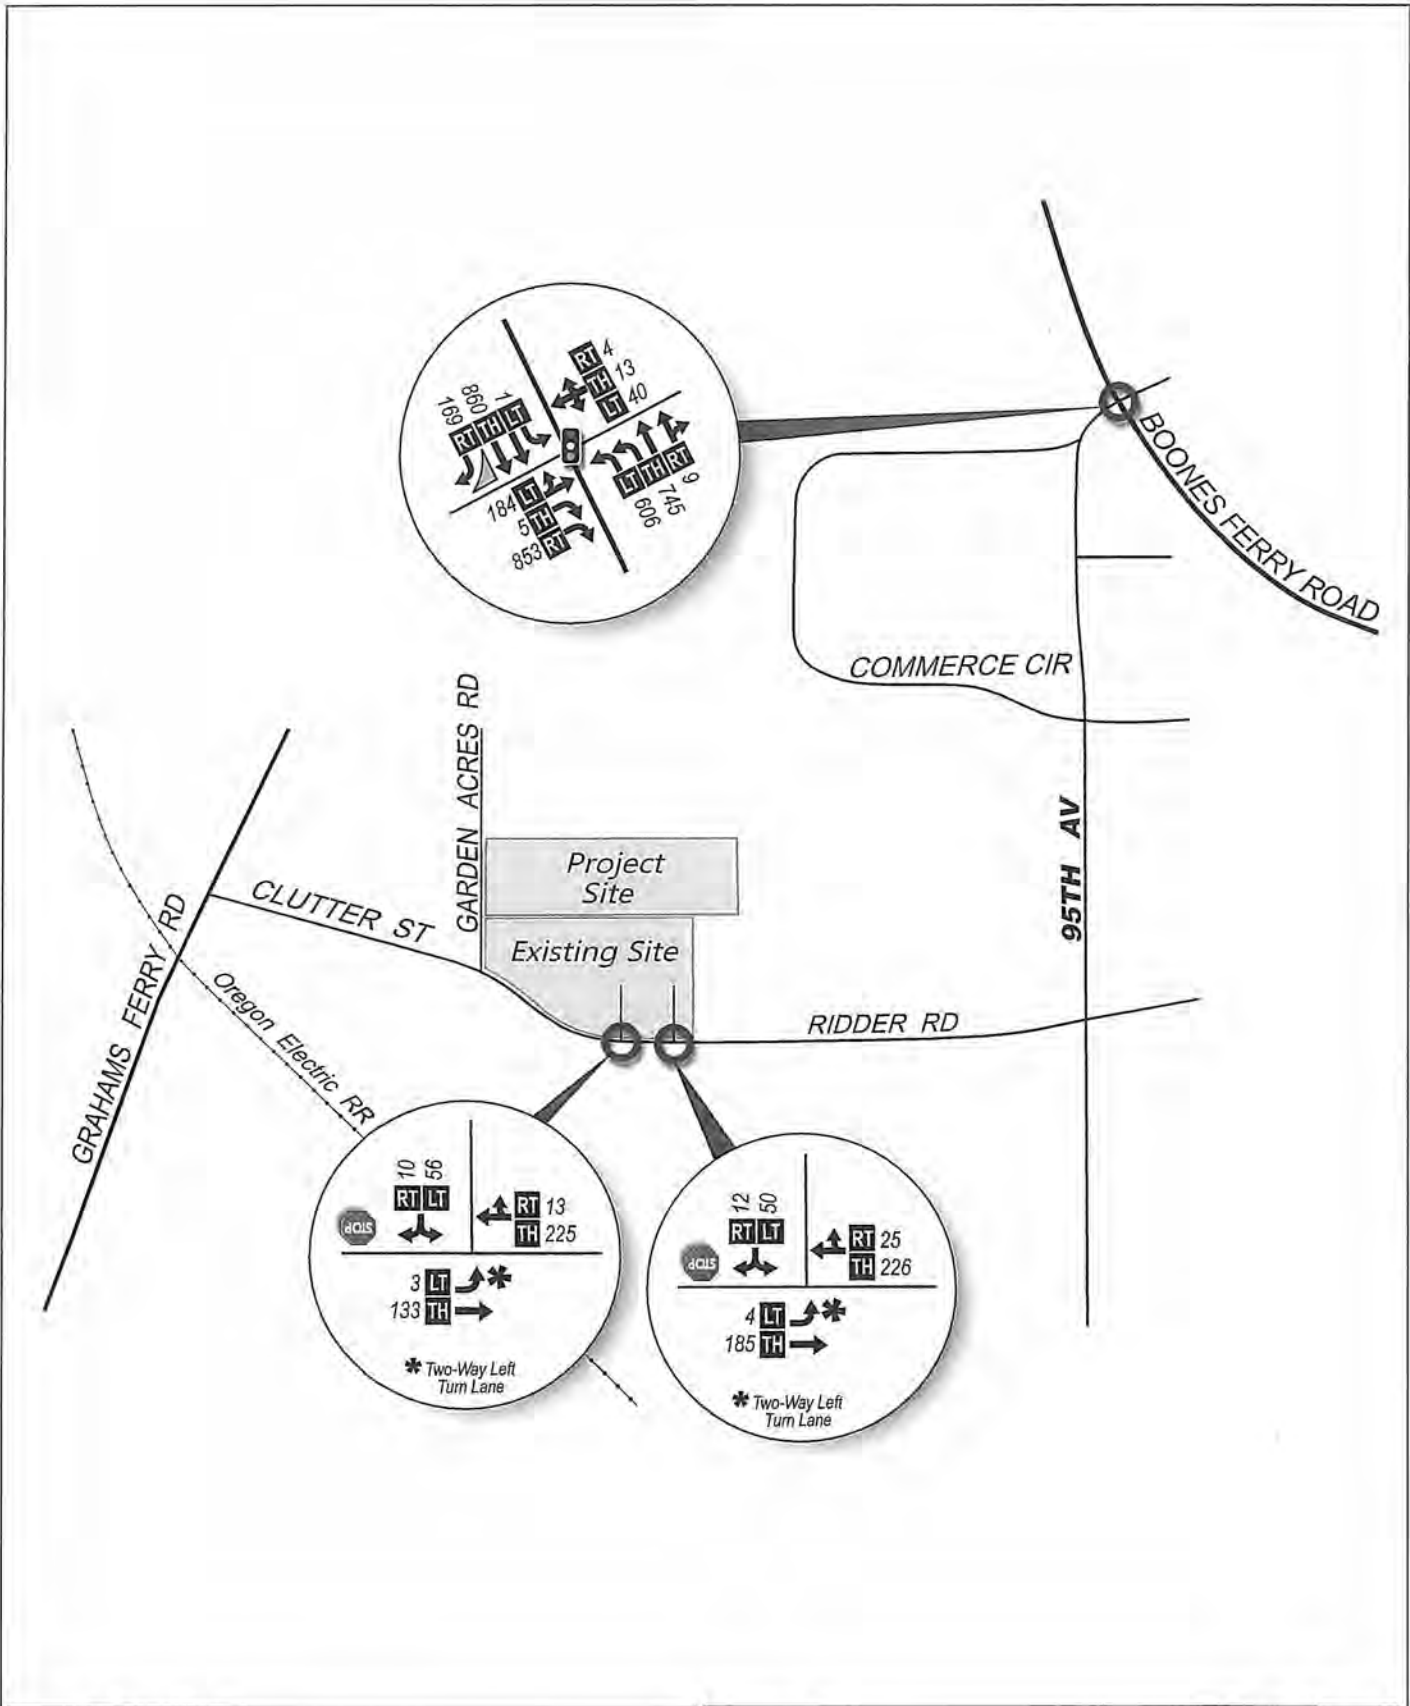 RT 4
TH 13
LT 40
169 860 1
RT TH LT
184 LT
5 TH
853 RT
LT TH RT
606 745 9
BOONES FERRY ROAD
COMMERCE CIR
GARDEN ACRES RD
95TH AV
Project
Site
CLUTTER ST
Existing Site
GRAHAMS FERRY RD
Oregon Electric RR
RIDDER RD
10 56
RT LT
STOP
RT 13
TH 225
3 LT
133 TH
* Two-Way Left
Turn Lane
12 50
RT LT
STOP
RT 25
TH 226
4 LT
185 TH
* Two-Way Left
Turn Lane